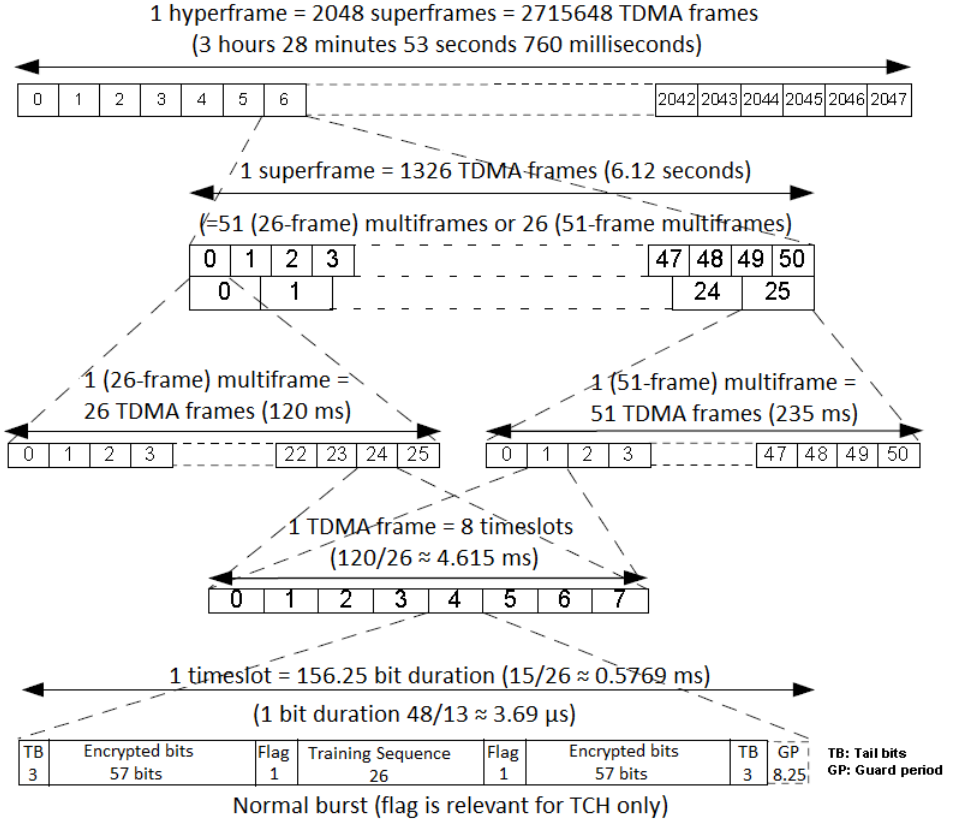 1 hyperframe = 2048 superframes = 2715648 TDMA frames
(3 hours 28 minutes 53 seconds 760 milliseconds)
0 1 2 3 4 5 6 2042 2043 2044 2045 2046 2047
1 superframe = 1326 TDMA frames (6.12 seconds)
(=51 (26-frame) multiframes or 26 (51-frame multiframes)
0 1 2 3 47 48 49 50
0 1 24 25
1 (26-frame) multiframe =
26 TDMA frames (120 ms)
1 (51-frame) multiframe =
51 TDMA frames (235 ms)
0 1 2 3 22 23 24 25
0 1 2 3 47 48 49 50
1 TDMA frame = 8 timeslots
(120/26 ≈ 4.615 ms)
0 1 2 3 4 5 6 7
1 timeslot = 156.25 bit duration (15/26 ≈ 0.5769 ms)
(1 bit duration 48/13 ≈ 3.69 µs)
TB Encrypted bits Flag Training Sequence Flag Encrypted bits TB GP
3 57 bits 1 26 1 57 bits 3 8.25
TB: Tail bits
GP: Guard period
Normal burst (flag is relevant for TCH only)